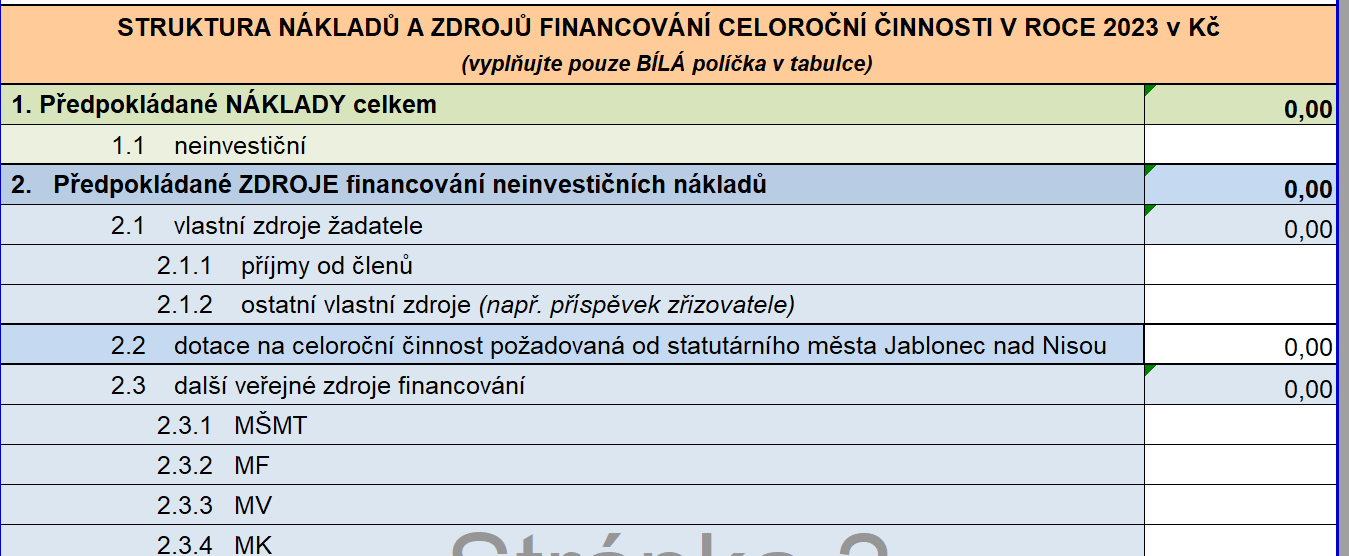 STRUKTURA NÁKLADŮ A ZDROJŮ FINANCOVÁNÍ CELOROČNÍ ČINNOSTI V ROCE 2023 v Kč
(vyplňujte pouze BÍLÁ políčka v tabulce)
1. Předpokládané NÁKLADY celkem 0,00
1.1 neinvestiční
2. Předpokládané ZDROJE financování neinvestičních nákladů 0,00
2.1 vlastní zdroje žadatele 0,00
2.1.1 příjmy od členů
2.1.2 ostatní vlastní zdroje (např. příspěvek zřizovatele)
2.2 dotace na celoroční činnost požadovaná od statutárního města Jablonec nad Nisou 0,00
2.3 další veřejné zdroje financování 0,00
2.3.1 MŠMT
2.3.2 MF
2.3.3 MV
2.3.4 MK
Stránka